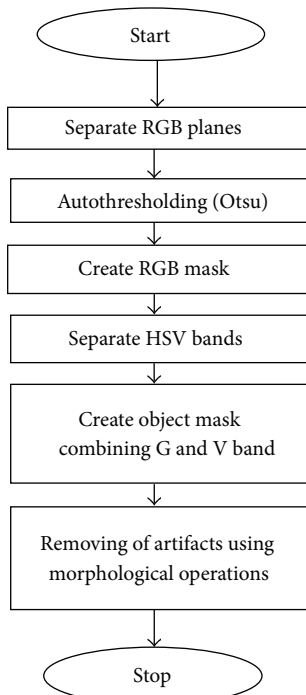 Start
Separate RGB planes
Autothresholding (Otsu)
Create RGB mask
Separate HSV bands
Create object mask
combining G and V band
Removing of artifacts using
morphological operations
Stop